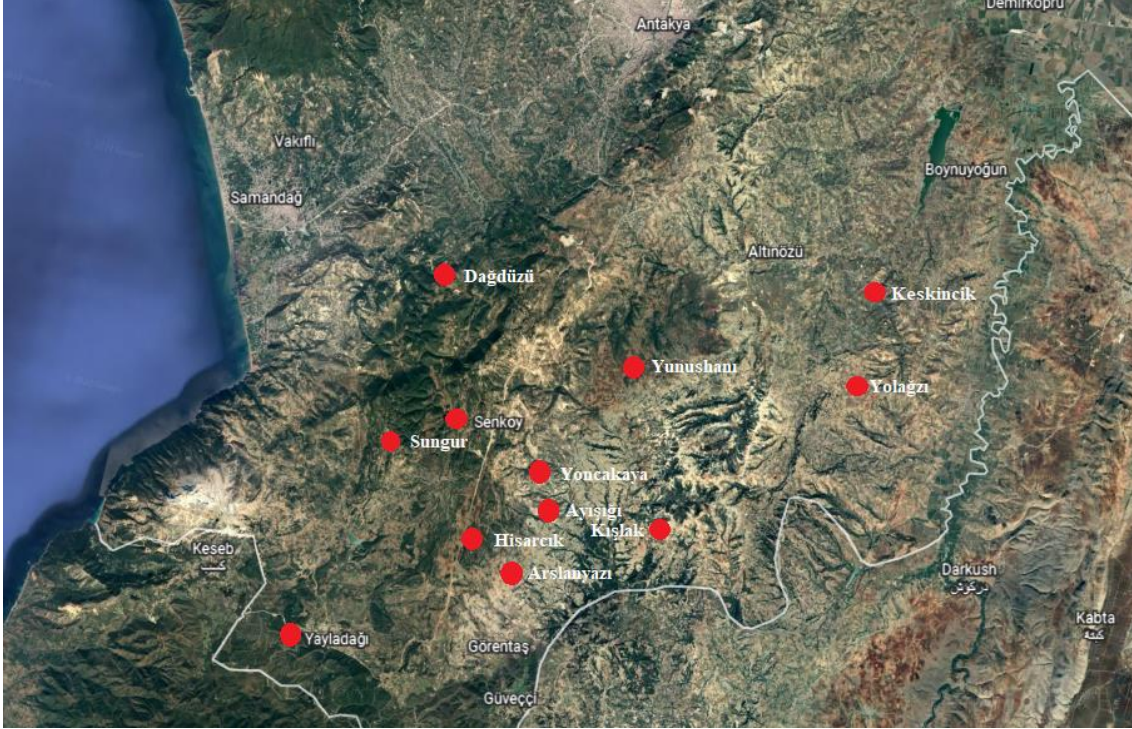 Demirköprü
Antakya
Vakıflı
Boynuyoğun
Samandağ
Altınözü
Dağdüzü
Keskincik
Yunushanı
Yolağzı
Şenköy
Sungur
Yoncakaya
Ayışığı
Kışlak
Hisarcık
Keseb
كسب
Arslanyazı
Darkush
دركوش
Kabta
كبتة
Yayladağı
Görentaş
Güveççi